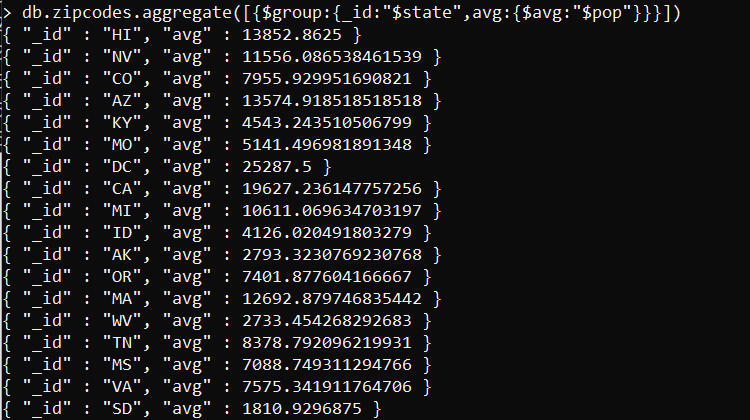 > db.zipcodes.aggregate([{$group:{_id:"$state",avg:{$avg:"$pop"}}}])
{ "_id" : "HI", "avg" : 13852.8625 }
{ "_id" : "NV", "avg" : 11556.086538461539 }
{ "_id" : "CO", "avg" : 7955.929951690821 }
{ "_id" : "AZ", "avg" : 13574.918518518518 }
{ "_id" : "KY", "avg" : 4543.243510506799 }
{ "_id" : "MO", "avg" : 5141.496981891348 }
{ "_id" : "DC", "avg" : 25287.5 }
{ "_id" : "CA", "avg" : 19627.236147757256 }
{ "_id" : "MI", "avg" : 10611.069634703197 }
{ "_id" : "ID", "avg" : 4126.020491803279 }
{ "_id" : "AK", "avg" : 2793.3230769230768 }
{ "_id" : "OR", "avg" : 7401.877604166667 }
{ "_id" : "MA", "avg" : 12692.879746835442 }
{ "_id" : "WV", "avg" : 2733.454268292683 }
{ "_id" : "TN", "avg" : 8378.792096219931 }
{ "_id" : "MS", "avg" : 7088.749311294766 }
{ "_id" : "VA", "avg" : 7575.341911764706 }
{ "_id" : "SD", "avg" : 1810.9296875 }